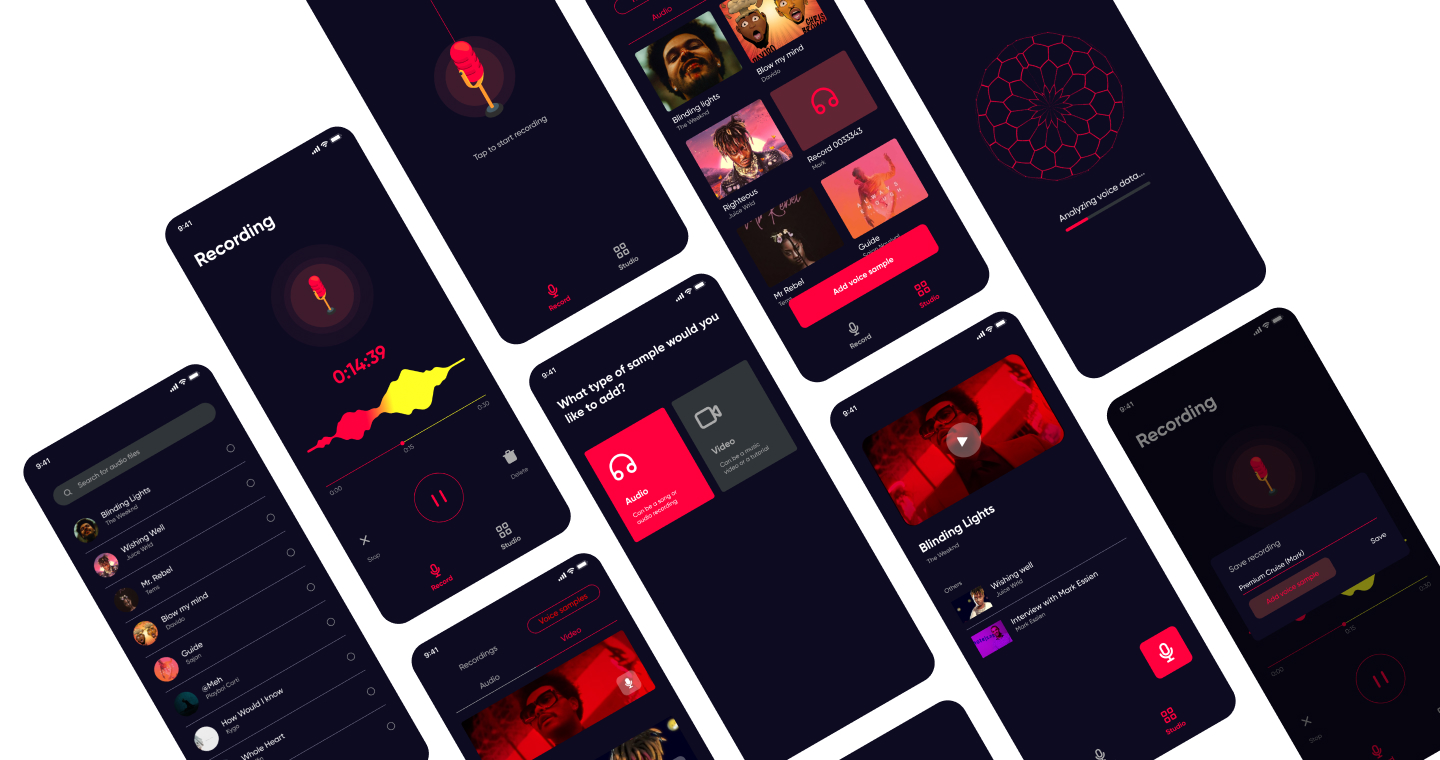 9:41
Search for audio files
Blinding Lights
The Weeknd
Wishing Well
Juice Wrld
Mr. Rebel
Tems
Blow my mind
Davido
Guide
Sajan
@Meh
Playboi Carti
How Would I know
Kygo
Whole Heart
9:41
Recording
0:14:39
0:00
0:15
0:30
Delete
Stop
Record
Studio
Tap to start recording
Record
Studio
9:41
Voice samples
Recordings
Video
Audio
9:41
What type of sample would you
like to add?
Audio
Can be a song or
audio recording
Video
Can be a music
video or a tutorial
Audio
Blinding lights
The Weeknd
Blow my mind
Davido
Righteous
Juice Wrld
Record 0033343
Mark
Mr Rebel
Guide
Add voice sample
Record
Studio
9:41
Blinding Lights
The Weeknd
Others
Wishing well
Juice Wrld
Interview with Mark Essien
Mark Essien
Studio
Analyzing voice data...
9:41
Recording
Save recording
Premium Cruise (Mark)
Save
Add voice sample
0:00
0:15
0:30
Stop